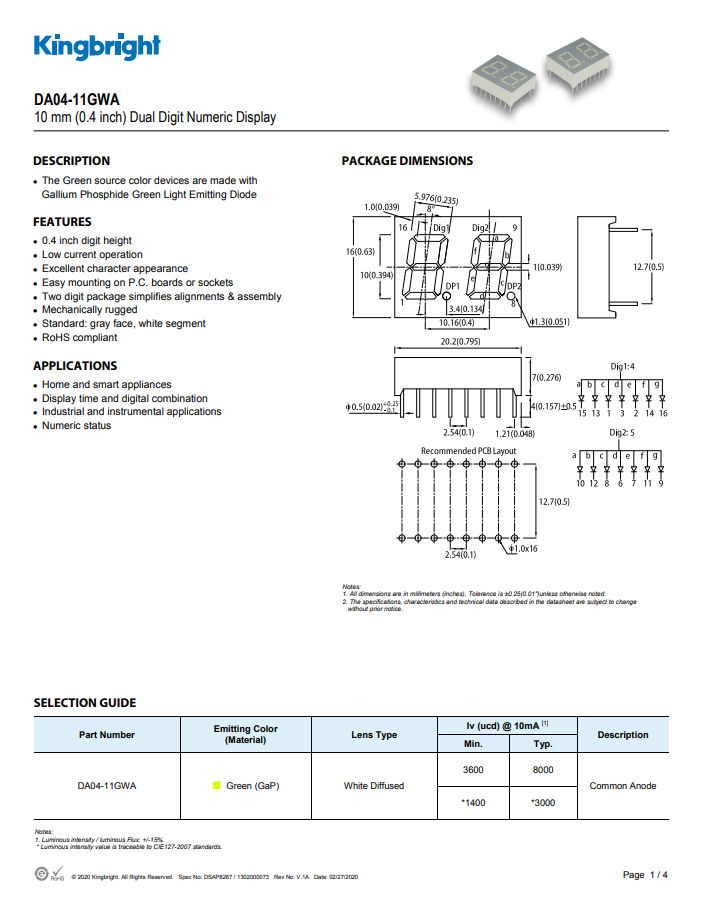 Kingbright
DA04-11GWA
10 mm (0.4 inch) Dual Digit Numeric Display
DESCRIPTION
● The Green source color devices are made with
Gallium Phosphide Green Light Emitting Diode
FEATURES
● 0.4 inch digit height
● Low current operation
● Excellent character appearance
● Easy mounting on P.C. boards or sockets
● Two digit package simplifies alignments & assembly
● Mechanically rugged
● Standard: gray face, white segment
● RoHS compliant
APPLICATIONS
● Home and smart appliances
● Display time and digital combination
● Industrial and instrumental applications
● Numeric status
PACKAGE DIMENSIONS
5.976(0.235)
1.0(0.039)
8°
16 Dig1 Dig2 9
a
16(0.63)
f b
10(0.394)
1(0.039)
12.7(0.5)
e c
DP1 DP2
1 d 8
3.4(0.134)
10.16(0.4)
ϕ1.3(0.051)
20.2(0.795)
7(0.276)
ϕ0.5(0.02)+0.25 -0.1
4(0.157)±0.5
2.54(0.1)
1.21(0.048)
Dig1:4
a b c d e f g
15 13 1 3 2 14 16
Dig2: 5
a b c d e f g
10 12 8 6 7 11 9
Recommended PCB Layout
12.7(0.5)
2.54(0.1)
ϕ1.0x16
Notes:
1. All dimensions are in millimeters (inches), Tolerance is ±0.25(0.01")unless otherwise noted.
2. The specifications, characteristics and technical data described in the datasheet are subject to change
without prior notice.
SELECTION GUIDE
Part Number
Emitting Color
(Material)
Lens Type
Iv (ucd) @ 10mA [1]
Min. Typ.
Description
DA04-11GWA
Green (GaP)
White Diffused
3600 8000
*1400 *3000
Common Anode
Notes:
1. Luminous intensity / luminous Flux: +/-15%.
* Luminous intensity value is traceable to CIE127-2007 standards.
e RoHS
© 2020 Kingbright. All Rights Reserved. Spec No: DSAP8267 / 1302000073 Rev No: V.1A Date: 02/27/2020
Page 1 / 4